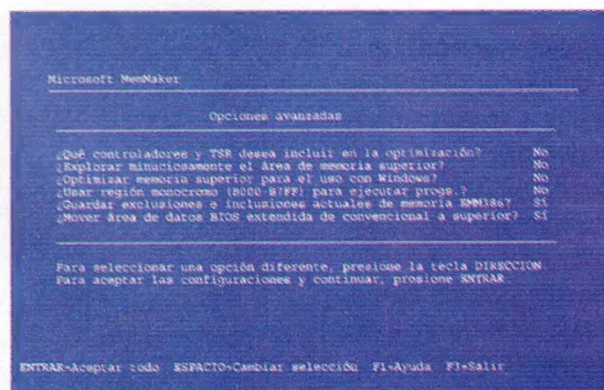 Microsoft MemMaker
Opciones avanzadas
¿Qué controladores y TSR desea incluir en la optimización? No
¿Explorar minuciosamente el área de memoria superior? No
¿Optimizar memoria superior para el uso con Windows? No
¿Usar región monocromo (B000-B7FF) para ejecutar progs.? No
¿Guardar exclusiones e inclusiones actuales de memoria EMM386? Sí
¿Mover área de datos BIOS extendida de convencional a superior? Sí
Para seleccionar una opción diferente, presione la tecla DIRECCION.
Para aceptar las configuraciones y continuar, presione ENTRAR
ENTRAR=Aceptar todo ESPACIO=Cambiar selección F1=Ayuda F3=Salir